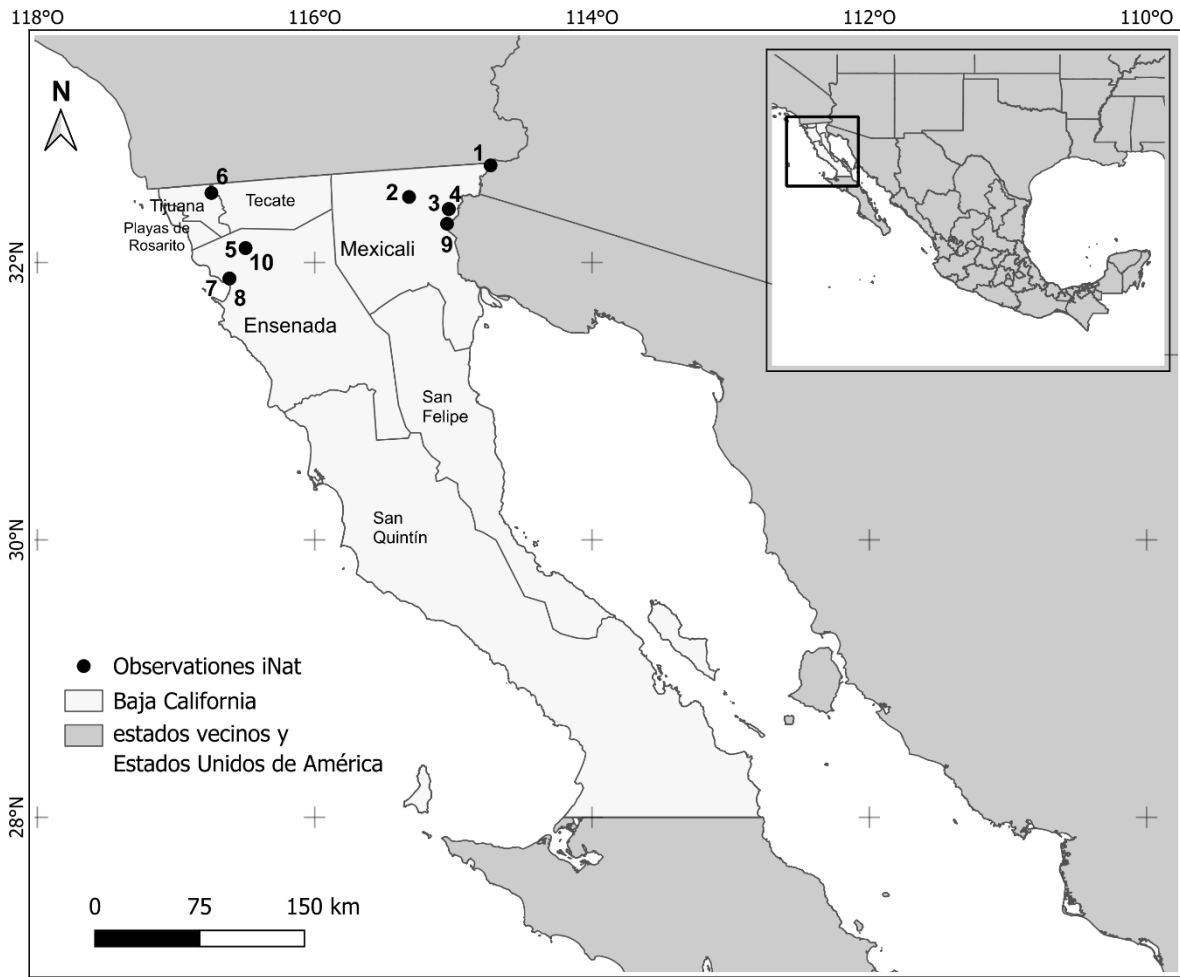 118°O 116°O 114°O 112°O 110°O
N
1
6
2
3 4
Tecate
Tijuana
Playas de
Rosarito
9
Mexicali
5
10
32°N
7
8
Ensenada
San
Felipe
San
Quintín
30°N
Observationes iNat
Baja California
estados vecinos y
Estados Unidos de América
28°N
0 75 150 km